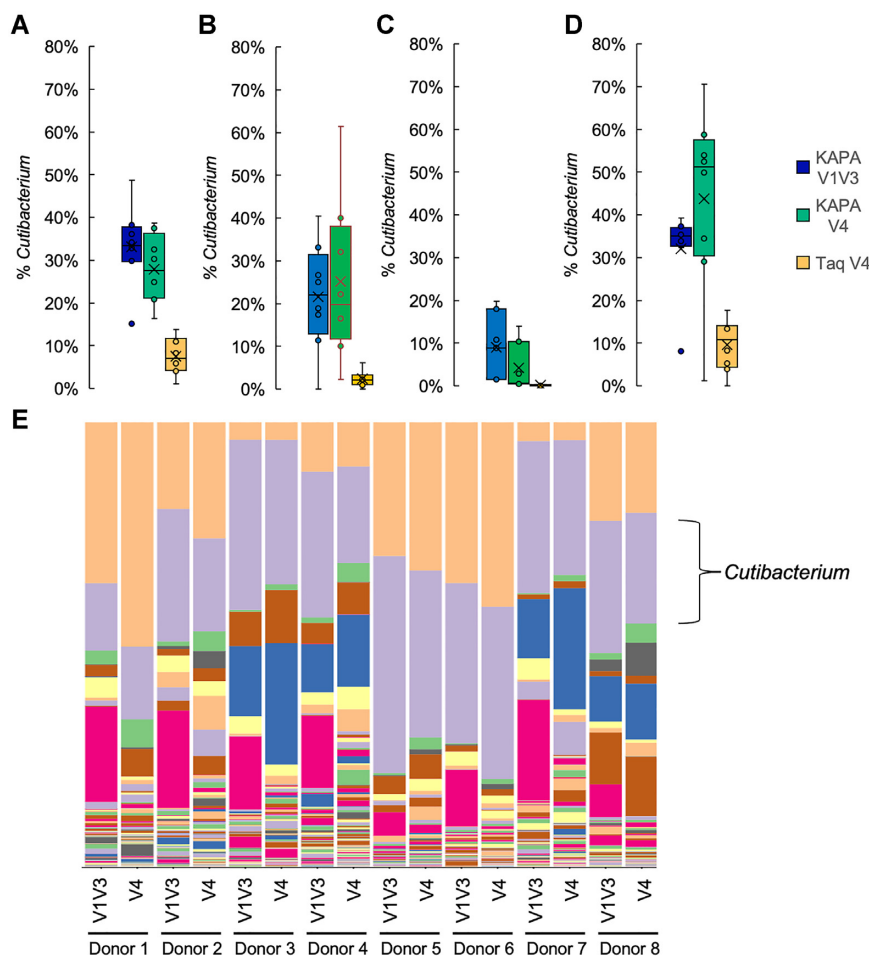 A
B
C
D
80%
70%
60%
50%
40%
30%
20%
10%
0%
% Cutibacterium
80%
70%
60%
50%
40%
30%
20%
10%
0%
% Cutibacterium
80%
70%
60%
50%
40%
30%
20%
10%
0%
% Cutibacterium
80%
70%
60%
50%
40%
30%
20%
10%
0%
% Cutibacterium
KAPA
V1V3
KAPA
V4
Taq V4
E
Cutibacterium
V1V3 V4 V1V3 V4 V1V3 V4 V1V3 V4 V1V3 V4 V1V3 V4 V1V3 V4 V1V3 V4
Donor 1 Donor 2 Donor 3 Donor 4 Donor 5 Donor 6 Donor 7 Donor 8